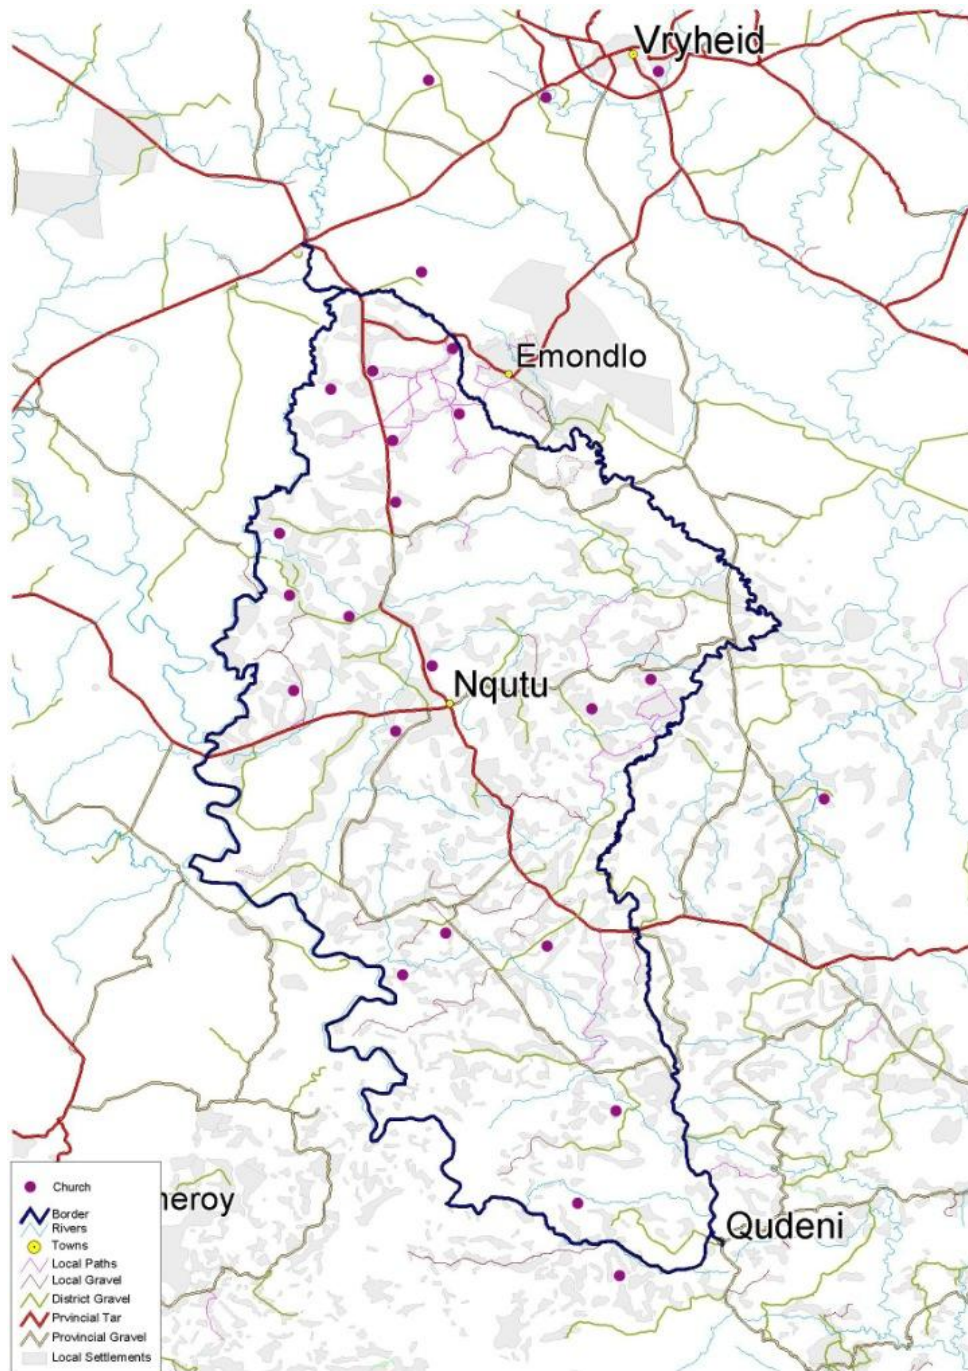 Vryheid
Emondlo
Nqutu
Qudeni
heroy
Church
Border
Rivers
Towns
Local Paths
Local Gravel
District Gravel
Prvincial Tar
Provincial Gravel
Local Settlements